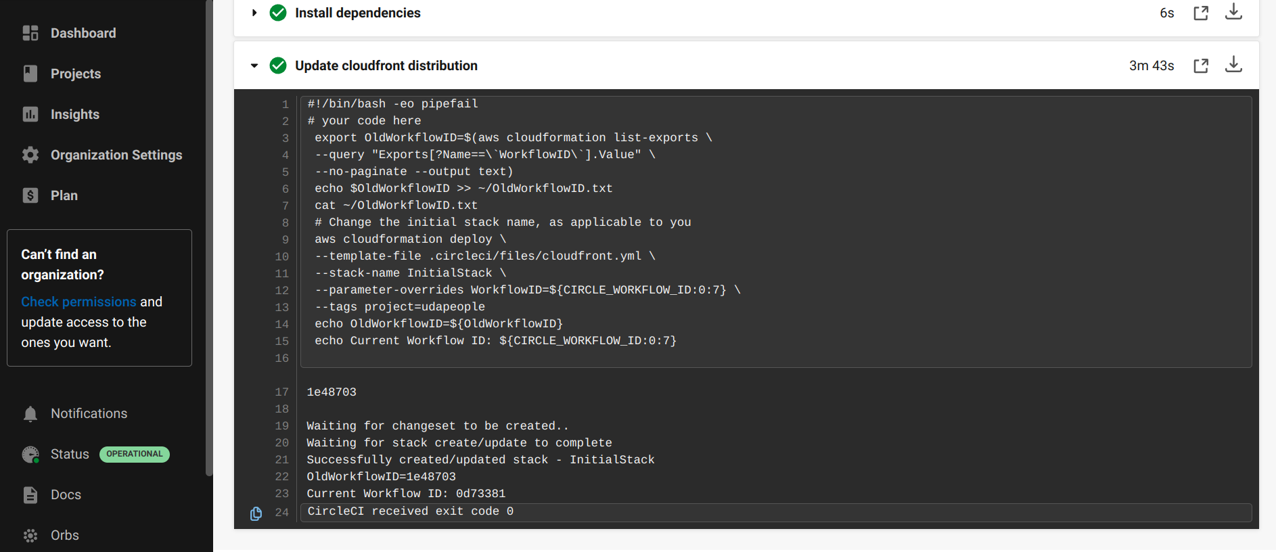 Dashboard
Projects
Insights
Organization Settings
Plan
Can't find an
organization?
Check permissions and
update access to the
ones you want.
Notifications
Status OPERATIONAL
Docs
Orbs
Install dependencies 6s
Update cloudfront distribution 3m 43s
1 #!/bin/bash -eo pipefail
2 # your code here
3 export OldWorkflowID=$(aws cloudformation list-exports \
4 --query "Exports[?Name==\`WorkflowID\`].Value" \
5 --no-paginate --output text)
6 echo $OldWorkflowID >> ~/OldWorkflowID.txt
7 cat ~/OldWorkflowID.txt
8 # Change the initial stack name, as applicable to you
9 aws cloudformation deploy \
10 --template-file .circleci/files/cloudfront.yml \
11 --stack-name InitialStack \
12 --parameter-overrides WorkflowID=${CIRCLE_WORKFLOW_ID:0:7} \
13 --tags project=udapeople
14 echo OldWorkflowID=${OldWorkflowID}
15 echo Current Workflow ID: ${CIRCLE_WORKFLOW_ID:0:7}
16
17 1e48703
18
19 Waiting for changeset to be created..
20 Waiting for stack create/update to complete
21 Successfully created/updated stack - InitialStack
22 OldWorkflowID=1e48703
23 Current Workflow ID: 0d73381
24 CircleCI received exit code 0